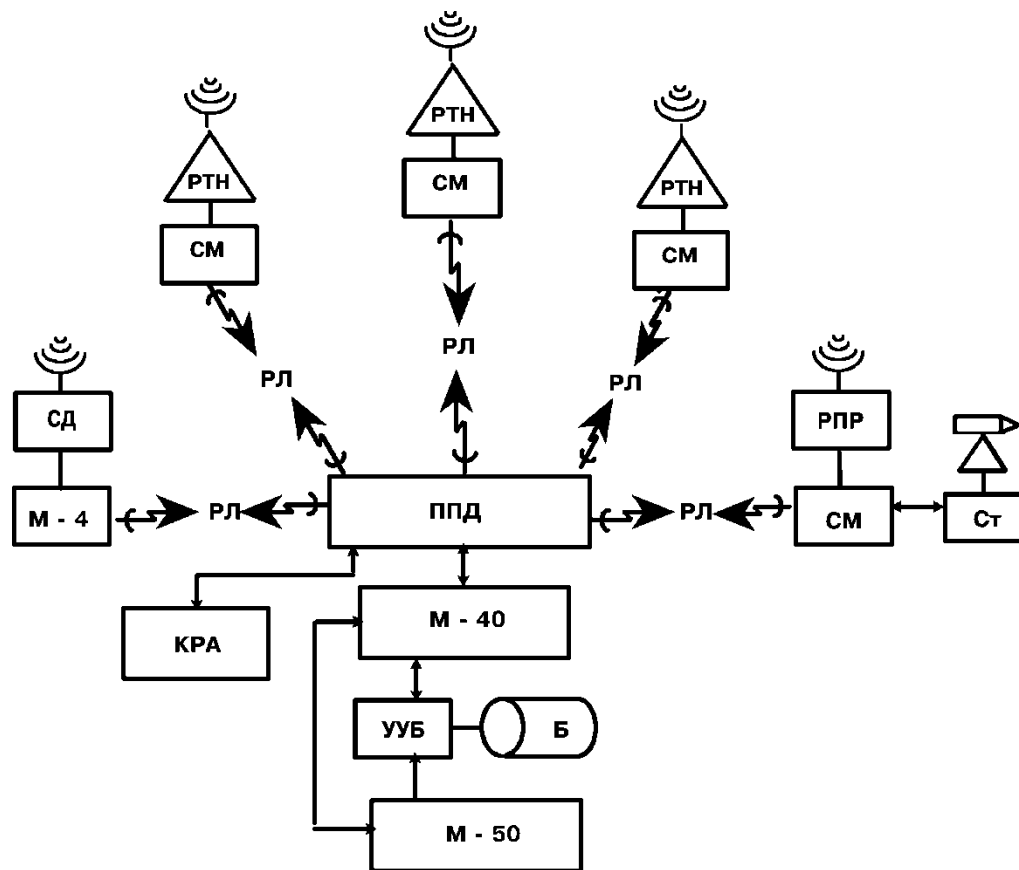 РТН
СМ
РТН
СМ
РТН
СМ
РЛ
РЛ
РЛ
СД
РПР
М - 4
РЛ
ППД
РЛ
СМ
Ст
КРА
М - 40
УУБ
Б
М - 50